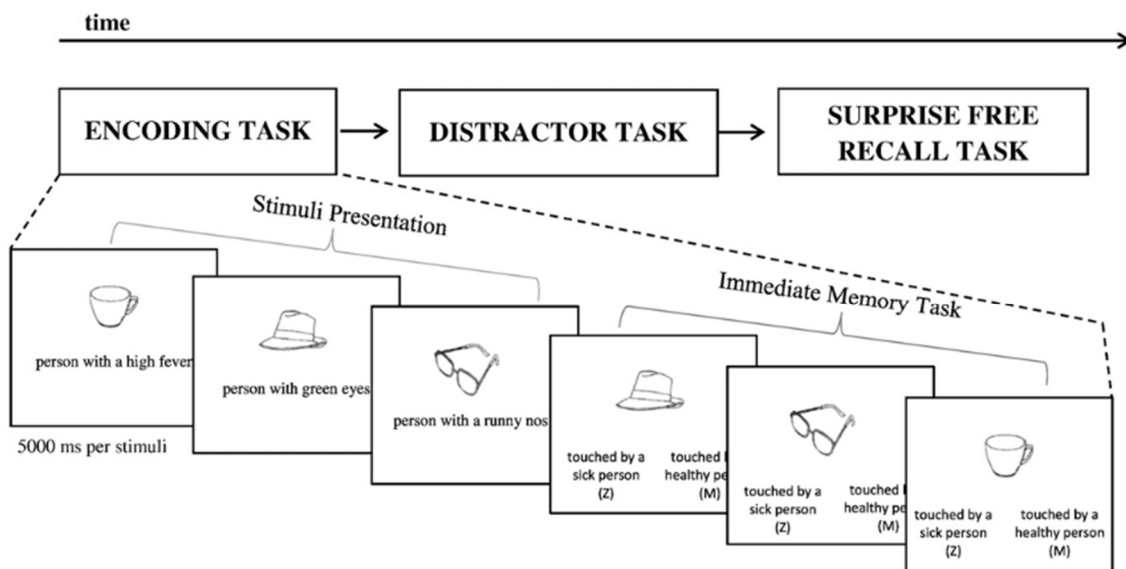 time
ENCODING TASK
DISTRACTOR TASK
SURPRISE FREE
RECALL TASK
Stimuli Presentation
Immediate Memory Task
person with a high fever
5000 ms per stimuli
person with green eyes
person with a runny nos
touched by a
sick person
(Z)
touched
healthy pe
(M)
touched by a
sick person
(Z)
touched
healthy pe
(M)
touched by a
sick person
(Z)
touched by a
healthy person
(M)